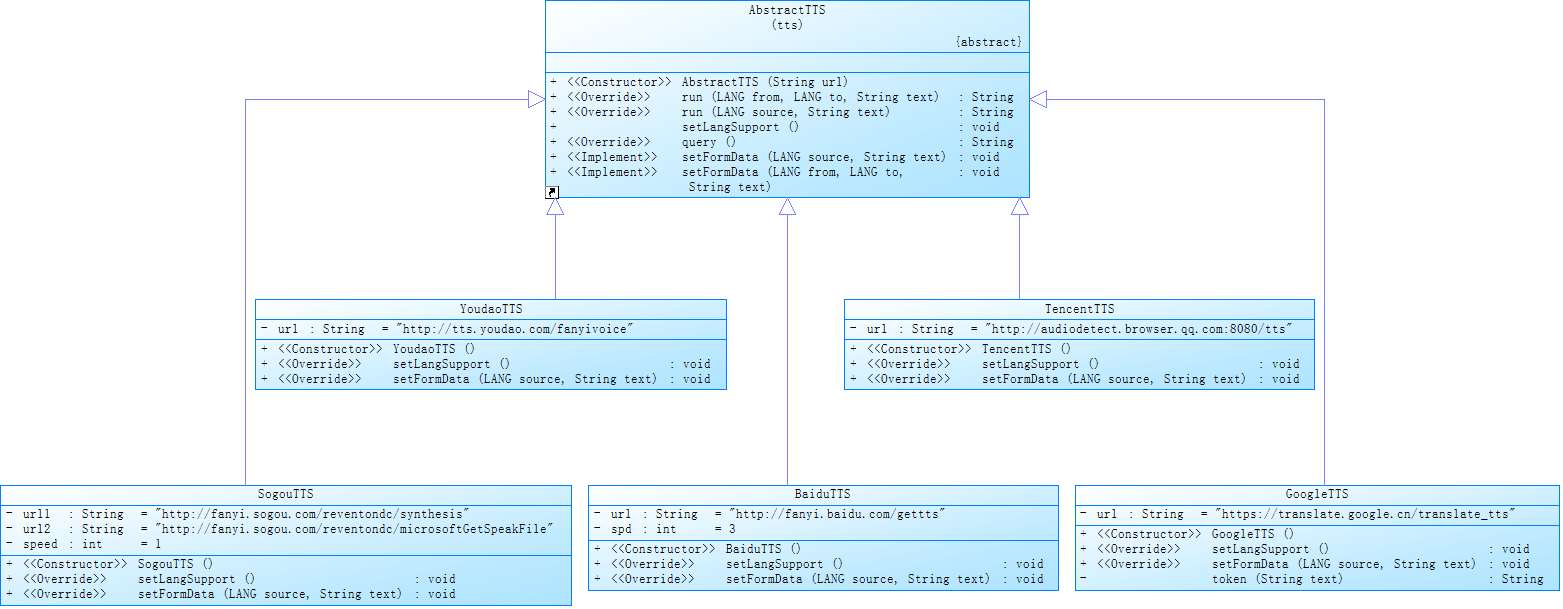 AbstractTTS
(tts)
{abstract}
+ <<Constructor>> AbstractTTS (String url)
+ <<Override>> run (LANG from, LANG to, String text) : String
+ <<Override>> run (LANG source, String text) : String
+ setLangSupport () : void
+ <<Override>> query () : String
+ <<Implement>> setFormData (LANG source, String text) : void
+ <<Implement>> setFormData (LANG from, LANG to, : void
String text)
YoudaoTTS
- url : String = "http://tts.youdao.com/fanyivoice"
+ <<Constructor>> YoudaoTTS ()
+ <<Override>> setLangSupport () : void
+ <<Override>> setFormData (LANG source, String text) : void
TencentTTS
- url : String = "http://audiodetect.browser.qq.com:8080/tts"
+ <<Constructor>> TencentTTS ()
+ <<Override>> setLangSupport () : void
+ <<Override>> setFormData (LANG source, String text) : void
SogouTTS
- url1 : String = "http://fanyi.sogou.com/reventondc/synthesis"
- url2 : String = "http://fanyi.sogou.com/reventondc/microsoftGetSpeakFile"
- speed : int = 1
+ <<Constructor>> SogouTTS ()
+ <<Override>> setLangSupport () : void
+ <<Override>> setFormData (LANG source, String text) : void
BaiduTTS
- url : String = "http://fanyi.baidu.com/gettts"
- spd : int = 3
+ <<Constructor>> BaiduTTS ()
+ <<Override>> setLangSupport () : void
+ <<Override>> setFormData (LANG source, String text) : void
GoogleTTS
- url : String = "https://translate.google.cn/translate_tts"
+ <<Constructor>> GoogleTTS ()
+ <<Override>> setLangSupport () : void
+ <<Override>> setFormData (LANG source, String text) : void
- token (String text) : String